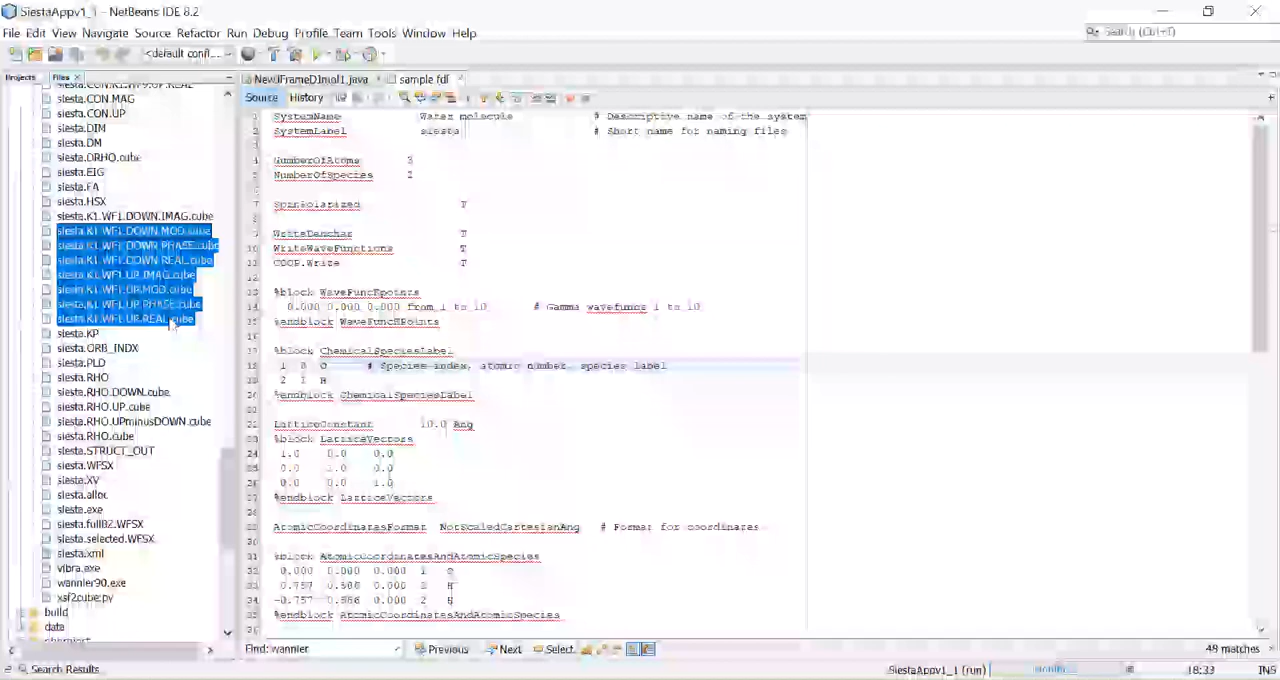 SiestaAppv1_1 - NetBeans IDE 8.2
File Edit View Navigate Source Refactor Run Debug Profile Team Tools Window Help
Search (Ctrl+I)
<default confi...
Projects Files
sample.fdf
Source History
siesta.CON.MAG
siesta.CON.UP
siesta.DIM
siesta.DM
siesta.DRHO.cube
siesta.EIG
siesta.FA
siesta.HSX
siesta.K1.WF1.DOWN.IMAG.cube
siesta.K1.WF1.DOWN.MOD.cube
siesta.K1.WF1.DOWN.PHASE.cube
siesta.K1.WF1.DOWN.REAL.cube
siesta.K1.WF1.UP.IMAG.cube
siesta.K1.WF1.UP.MOD.cube
siesta.K1.WF1.UP.PHASE.cube
siesta.K1.WF1.UP.REAL.cube
siesta.KP
siesta.ORB_INDX
siesta.PLD
siesta.RHO
siesta.RHO.DOWN.cube
siesta.RHO.UP.cube
siesta.RHO.UPminusDOWN.cube
siesta.RHO.cube
siesta.STRUCT_OUT
siesta.WFSX
siesta.XV
siesta.alloc
siesta.exe
siesta.fullBZ.WFSX
siesta.selected.WFSX
siesta.xml
vibra.exe
wannier90.exe
xsf2cube.py
build
data
SystemName Water molecule # Descriptive name of the system
SystemLabel siesta # Short name for naming files
NumberOfAtoms 3
NumberOfSpecies 2
SpinPolarized T
WriteDenchar T
WriteWaveFunctions T
COOP.Write T
%block WaveFuncKpoints
0.000 0.000 0.000 from 1 to 10 # Gamma wavefuncs 1 to 10
%endblock WaveFuncKPoints
%block ChemicalSpeciesLabel
1 8 O # Species index, atomic number, species label
2 1 H
%endblock ChemicalSpeciesLabel
LatticeConstant 10.0 Ang
%block LatticeVectors
1.0 0.0 0.0
0.0 1.0 0.0
0.0 0.0 1.0
%endblock LatticeVectors
AtomicCoordinatesFormat NotScaledCartesianAng # Format for coordinates
%block AtomicCoordinatesAndAtomicSpecies
0.000 0.000 0.000 1 O
0.757 0.586 0.000 2 H
-0.757 0.586 0.000 2 H
%endblock AtomicCoordinatesAndAtomicSpecies
Find: wannier Previous Next Select 48 matches
Search Results SiestaAppv1_1 (run) 18:33 INS